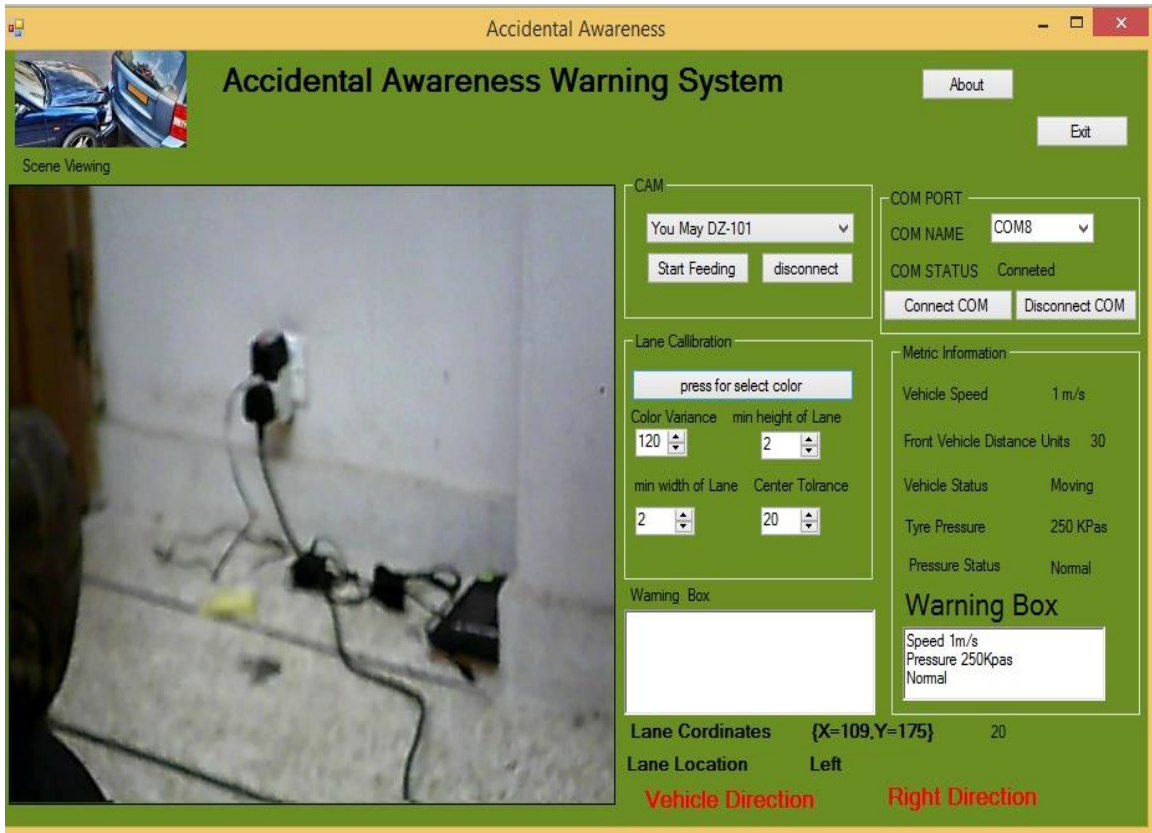 Accidental Awareness
Accidental Awareness Warning System
About
Exit
Scene Viewing
CAM
You May DZ-101
Start Feeding disconnect
COM PORT
COM NAME COM8
COM STATUS Conneted
Connect COM Disconnect COM
Lane Callibration
press for select color
Color Variance min height of Lane
120 2
min width of Lane Center Tolrance
2 20
Metric Information
Vehicle Speed 1 m/s
Front Vehicle Distance Units 30
Vehicle Status Moving
Tyre Pressure 250 KPas
Pressure Status Normal
Warning Box
Warning Box
Speed 1m/s
Pressure 250Kpas
Normal
Lane Cordinates {X=109,Y=175} 20
Lane Location Left
Vehicle Direction Right Direction